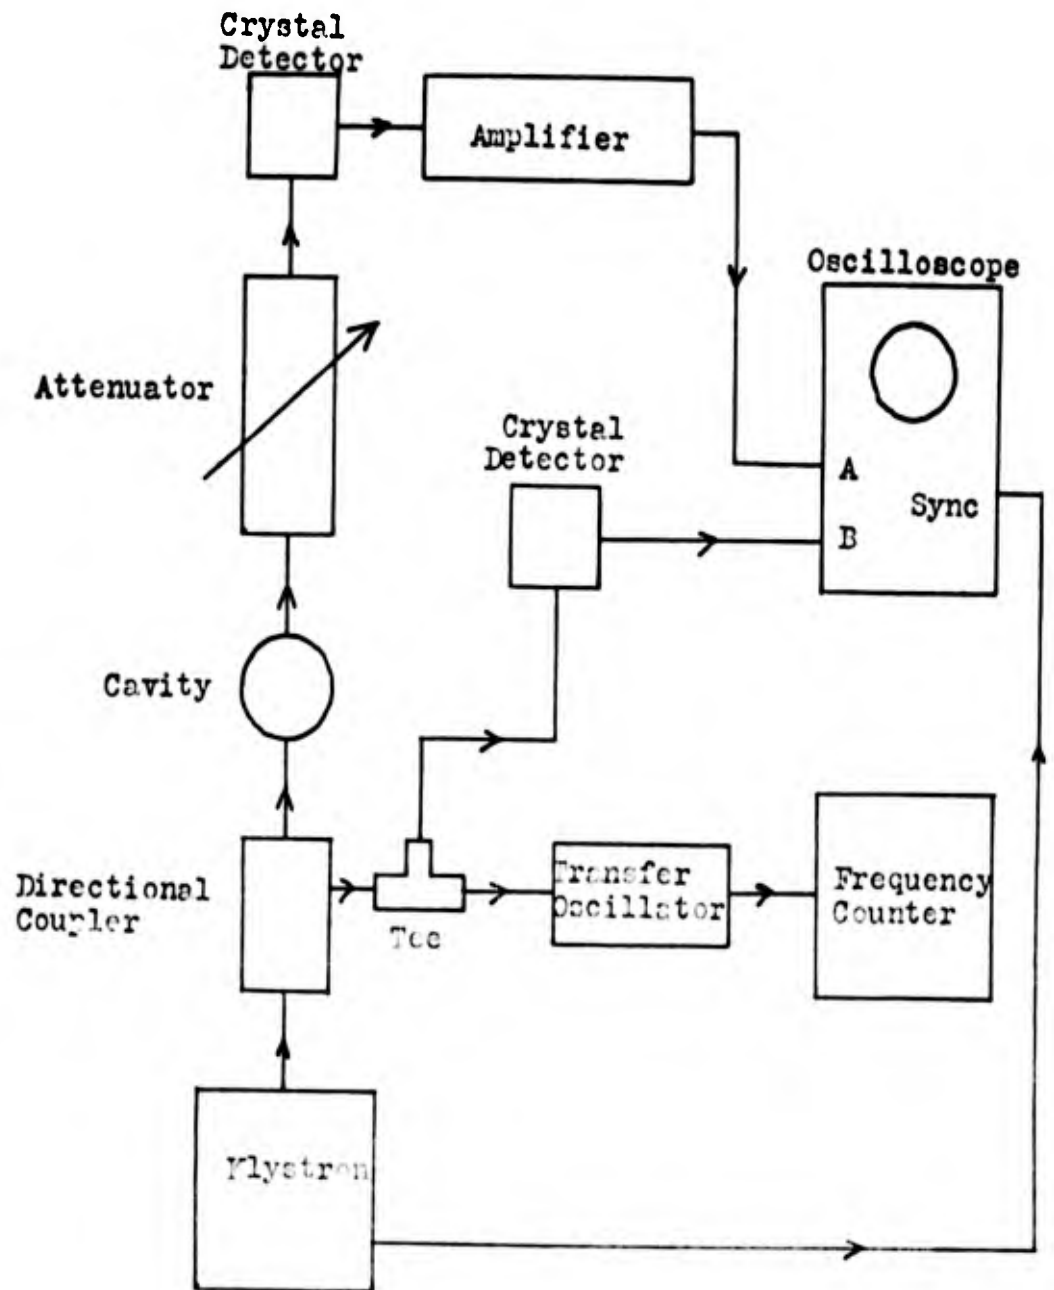 Crystal
Detector
Amplifier
Oscilloscope
Attenuator
Crystal
Detector
A
Sync
B
Cavity
Directional
Coupler
Tee
Transfer
Oscillator
Frequency
Counter
Klystron